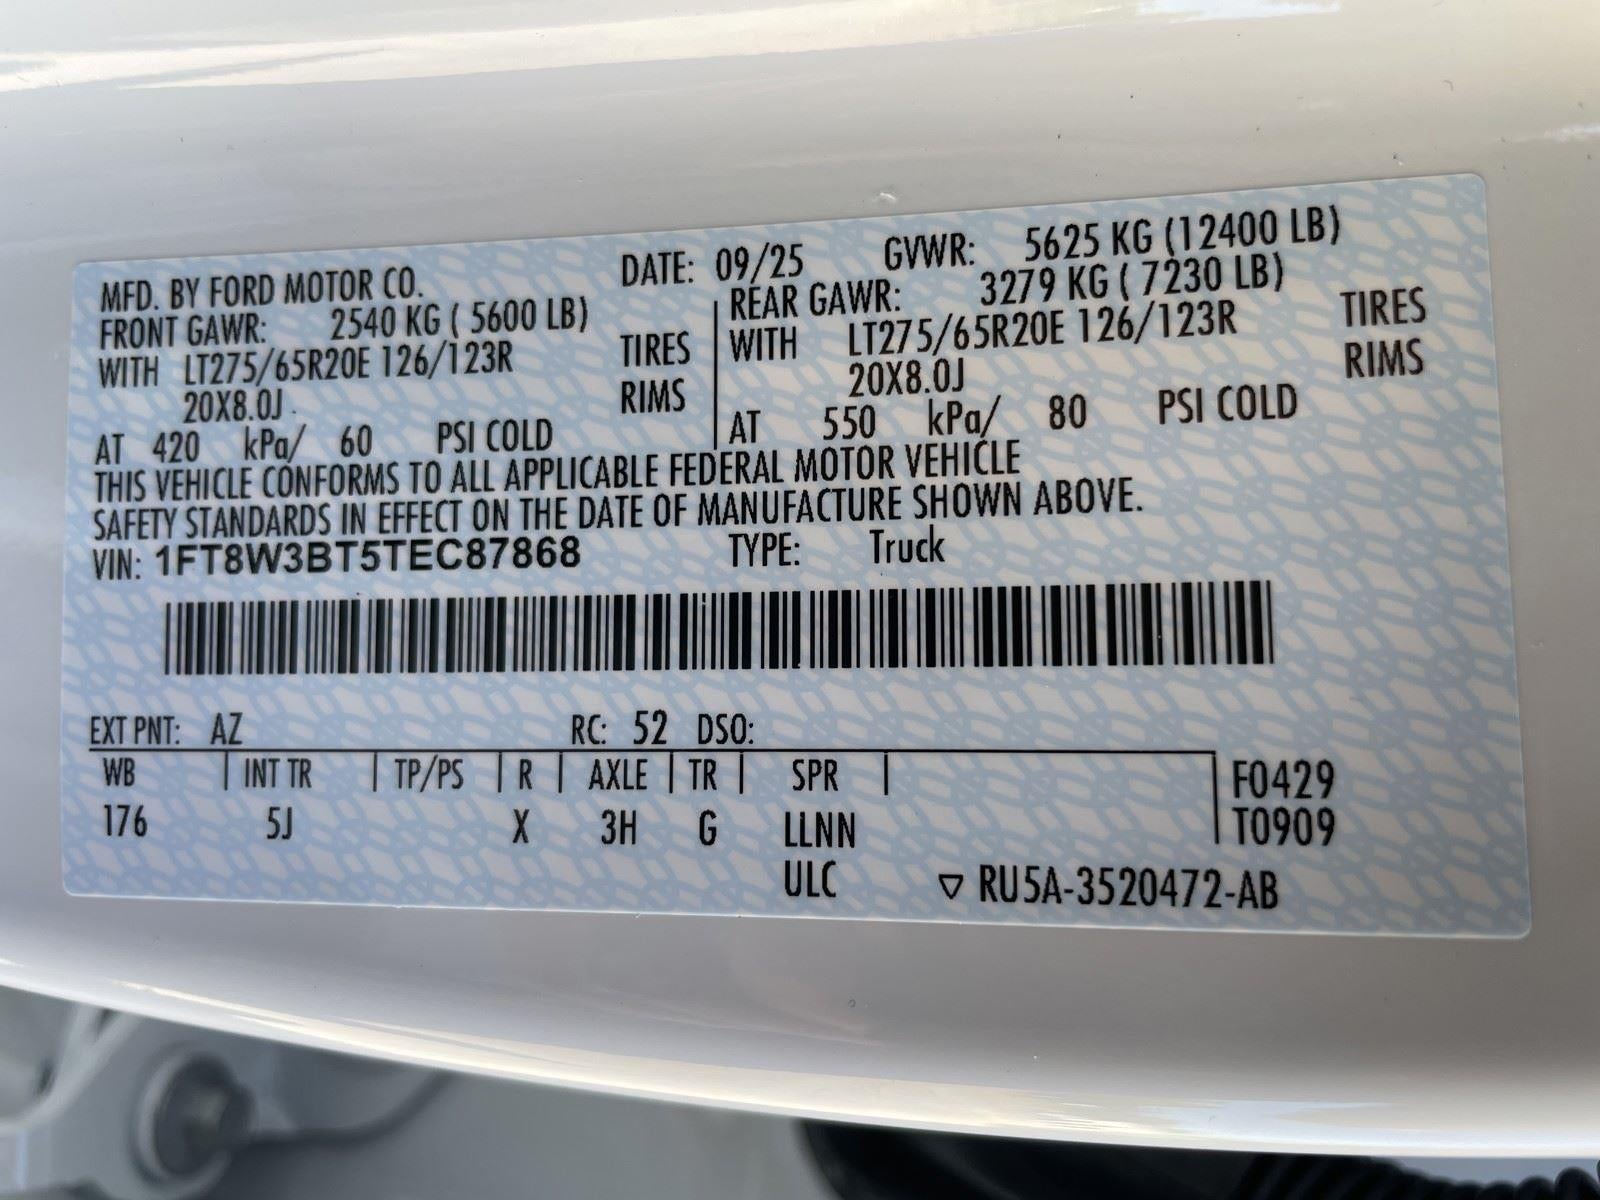 MFD. BY FORD MOTOR CO. DATE: 09/25 GVWR: 5625 KG (12400 LB)
FRONT GAWR: 2540 KG ( 5600 LB) REAR GAWR: 3279 KG ( 7230 LB)
WITH LT275/65R20E 126/123R TIRES WITH LT275/65R20E 126/123R TIRES
20X8.0J RIMS 20X8.0J RIMS
AT 420 kPa/ 60 PSI COLD AT 550 kPa/ 80 PSI COLD
THIS VEHICLE CONFORMS TO ALL APPLICABLE FEDERAL MOTOR VEHICLE
SAFETY STANDARDS IN EFFECT ON THE DATE OF MANUFACTURE SHOWN ABOVE.
VIN: 1FT8W3BT5TEC87868 TYPE: Truck
EXT PNT: AZ RC: 52 DSO:
WB INT TR TP/PS R AXLE TR SPR F0429
176 5J X 3H G LLNN T0909
ULC RU5A-3520472-AB